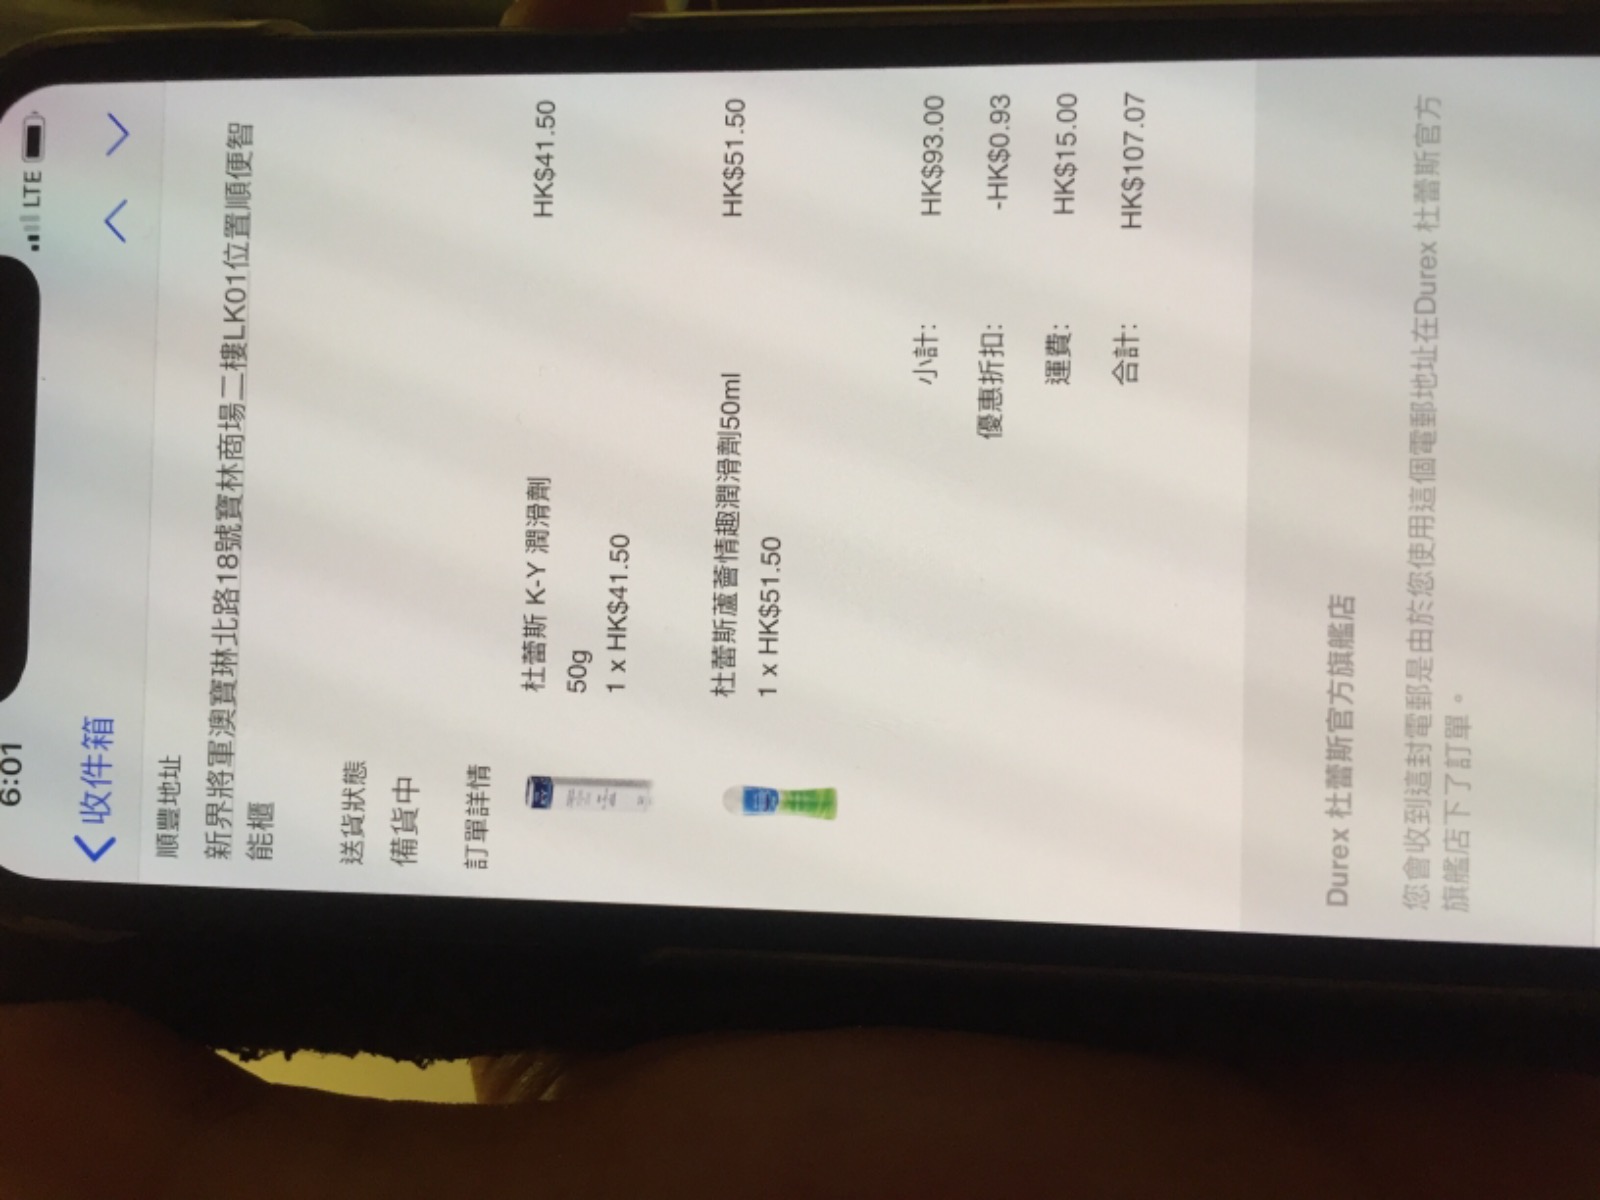 6:01
LTE
收件箱
順豐地址
新界將軍澳寶琳北路18號寶林商場二樓LK01位置順便智
能櫃
送貨狀態
備貨中
訂單詳情
杜蕾斯 K-Y 潤滑劑 HK$41.50
50g
1 x HK$41.50
杜蕾斯蘆薈情趣潤滑劑50ml HK$51.50
1 x HK$51.50
小計: HK$93.00
優惠折扣: -HK$0.93
運費: HK$15.00
合計: HK$107.07
Durex 杜蕾斯官方旗艦店
您會收到這封電郵是由於您使用這個電郵地址在Durex 杜蕾斯官方
旗艦店下了訂單。